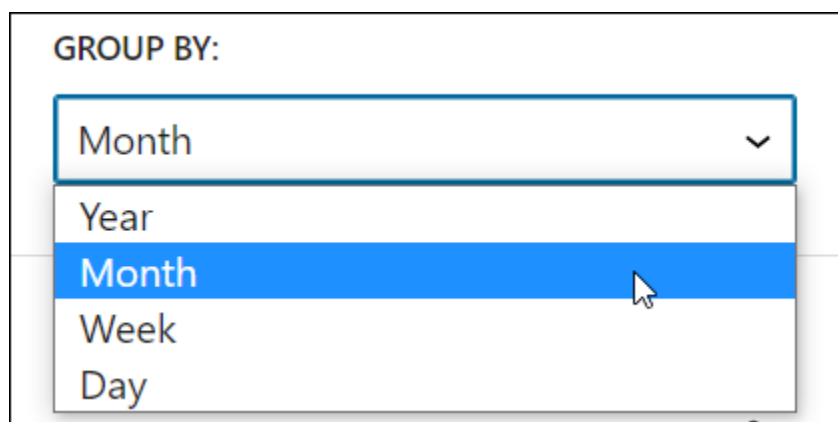 GROUP BY:
Month
Year
Month
Week
Day